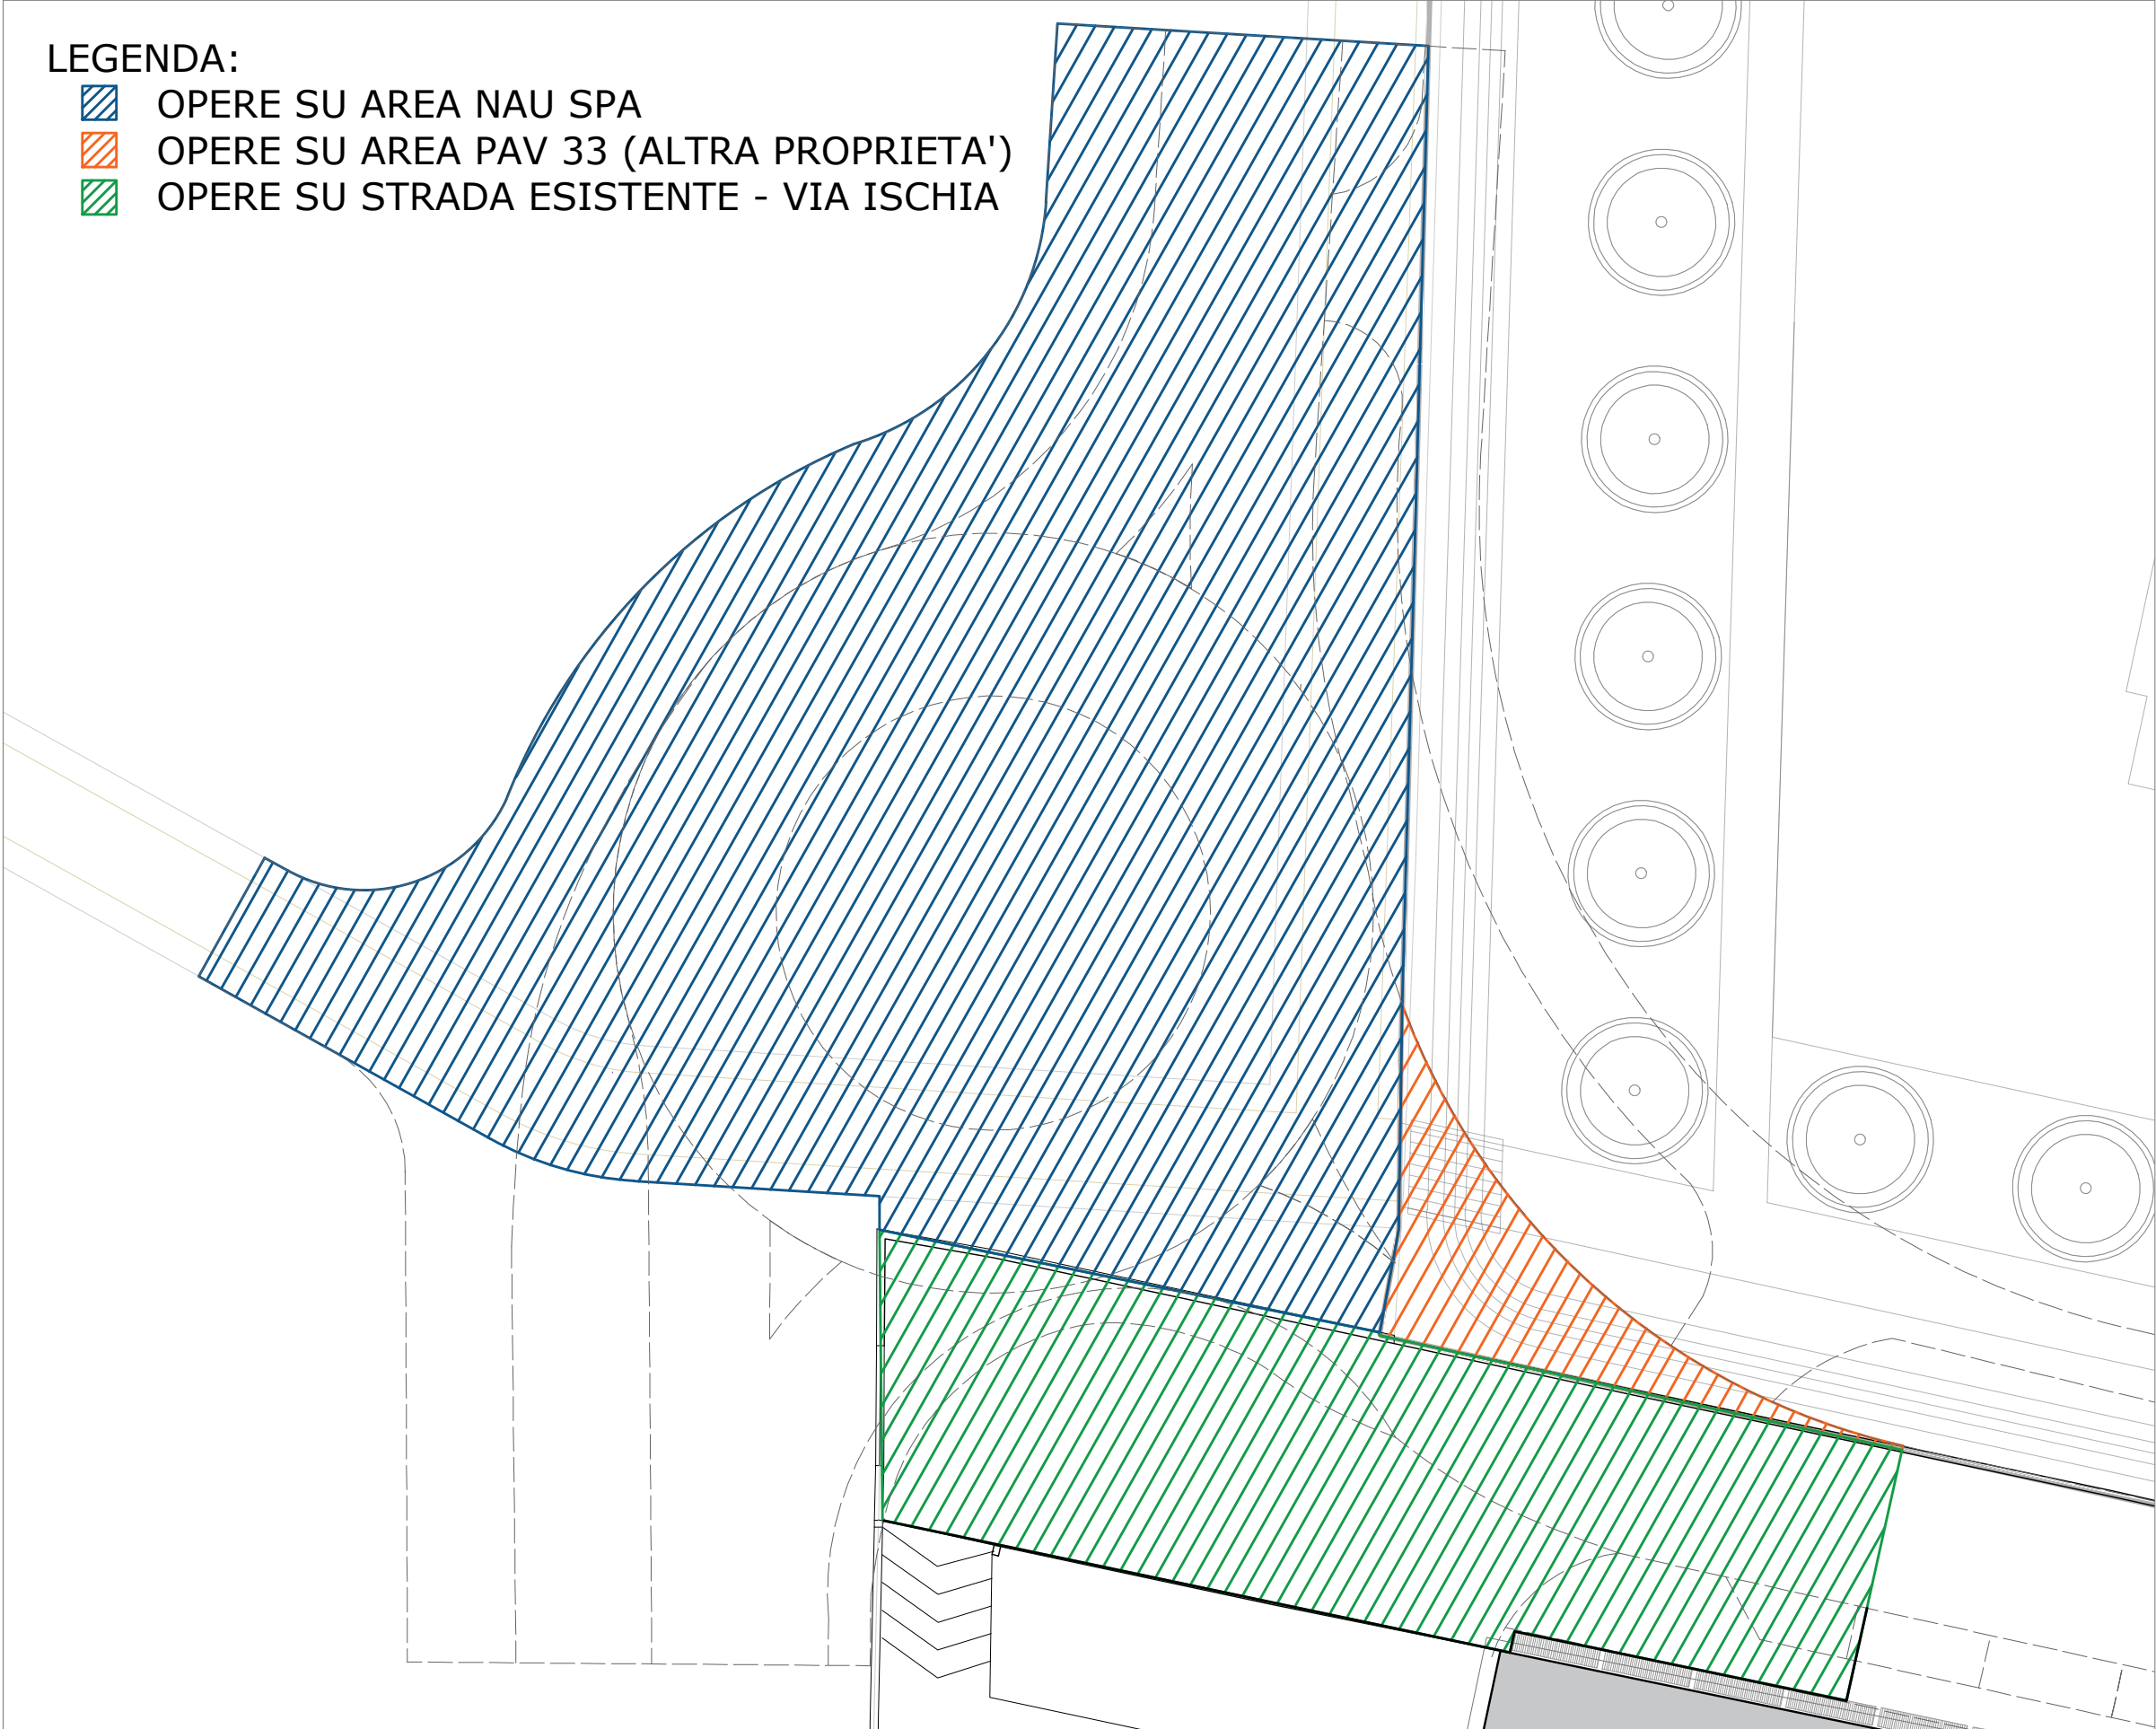 LEGENDA:
OPERE SU AREA NAU SPA
OPERE SU AREA PAV 33 (ALTRA PROPRIETA')
OPERE SU STRADA ESISTENTE - VIA ISCHIA